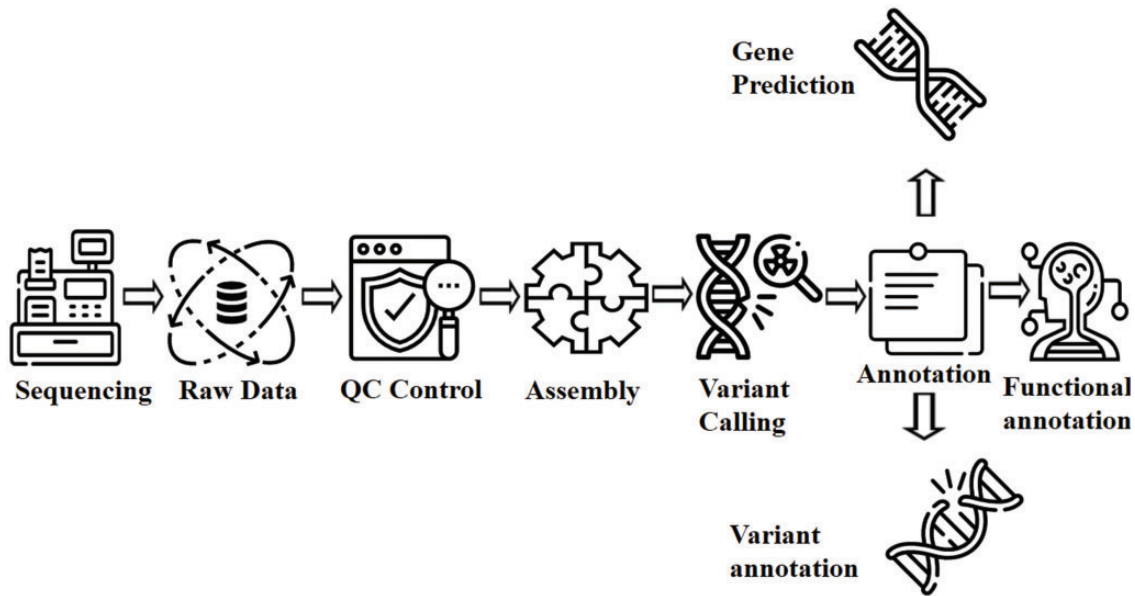 Gene
Prediction
Sequencing
Raw Data
QC Control
Assembly
Variant
Calling
Annotation
Functional
annotation
Variant
annotation